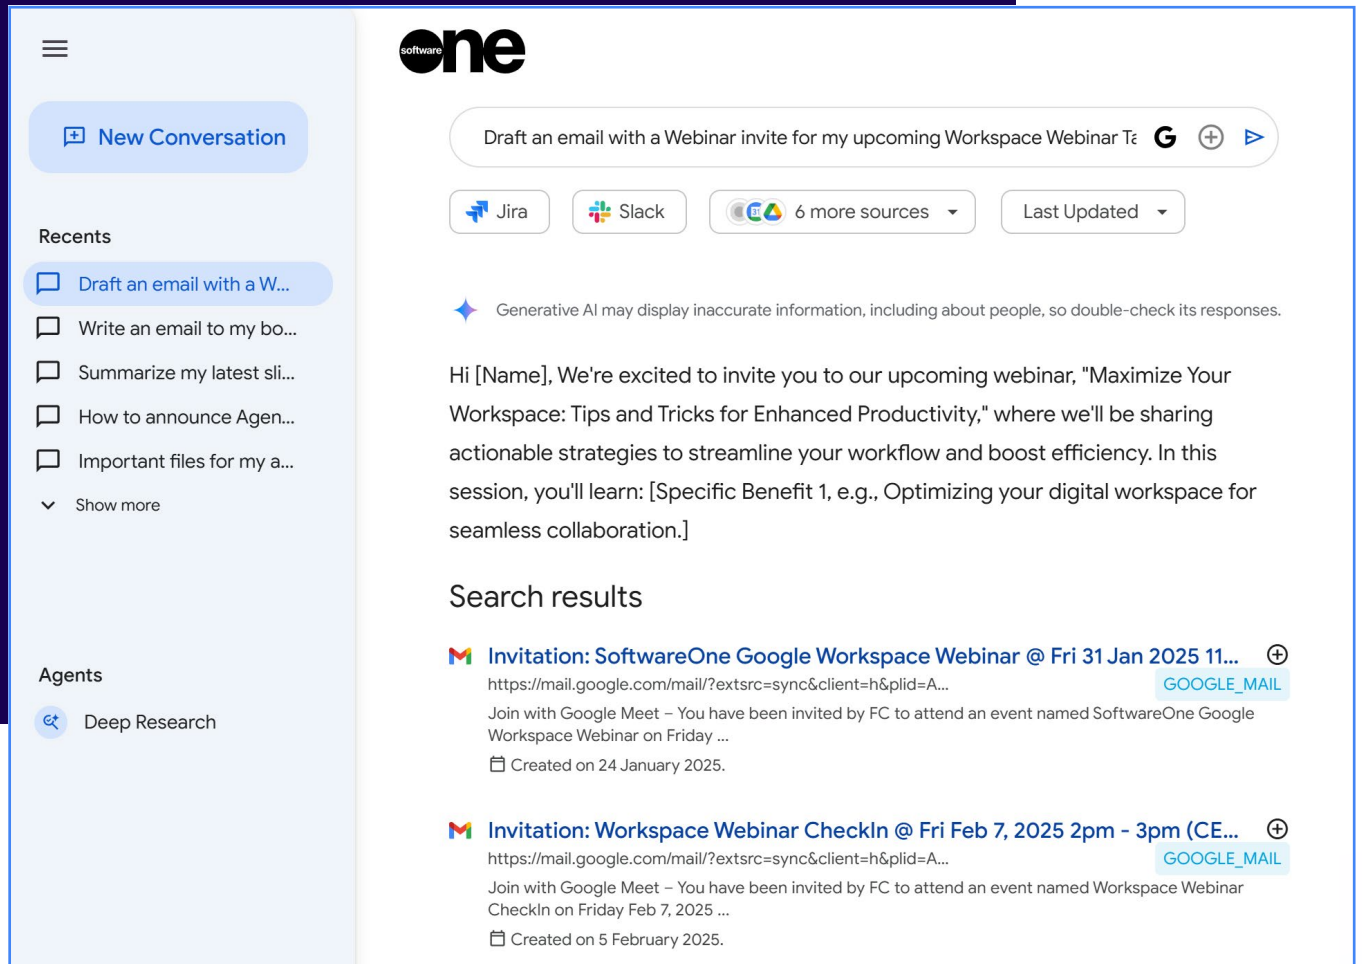 New Conversation
Recents
Draft an email with a W...
Write an email to my bo...
Summarize my latest sli...
How to announce Agen...
Important files for my a...
Show more
Agents
Deep Research
software one
Draft an email with a Webinar invite for my upcoming Workspace Webinar Ta
Jira
Slack
31
6 more sources
Last Updated
Generative AI may display inaccurate information, including about people, so double-check its responses.
Hi [Name], We're excited to invite you to our upcoming webinar, "Maximize Your
Workspace: Tips and Tricks for Enhanced Productivity," where we'll be sharing
actionable strategies to streamline your workflow and boost efficiency. In this
session, you'll learn: [Specific Benefit 1, e.g., Optimizing your digital workspace for
seamless collaboration.]
Search results
Invitation: SoftwareOne Google Workspace Webinar @ Fri 31 Jan 2025 11...
https://mail.google.com/mail/?extsrc=sync&client=h&plid=A...
GOOGLE_MAIL
Join with Google Meet – You have been invited by FC to attend an event named SoftwareOne Google
Workspace Webinar on Friday ...
Created on 24 January 2025.
Invitation: Workspace Webinar CheckIn @ Fri Feb 7, 2025 2pm - 3pm (CE...
https://mail.google.com/mail/?extsrc=sync&client=h&plid=A...
GOOGLE_MAIL
Join with Google Meet – You have been invited by FC to attend an event named Workspace Webinar
CheckIn on Friday Feb 7, 2025 ...
Created on 5 February 2025.